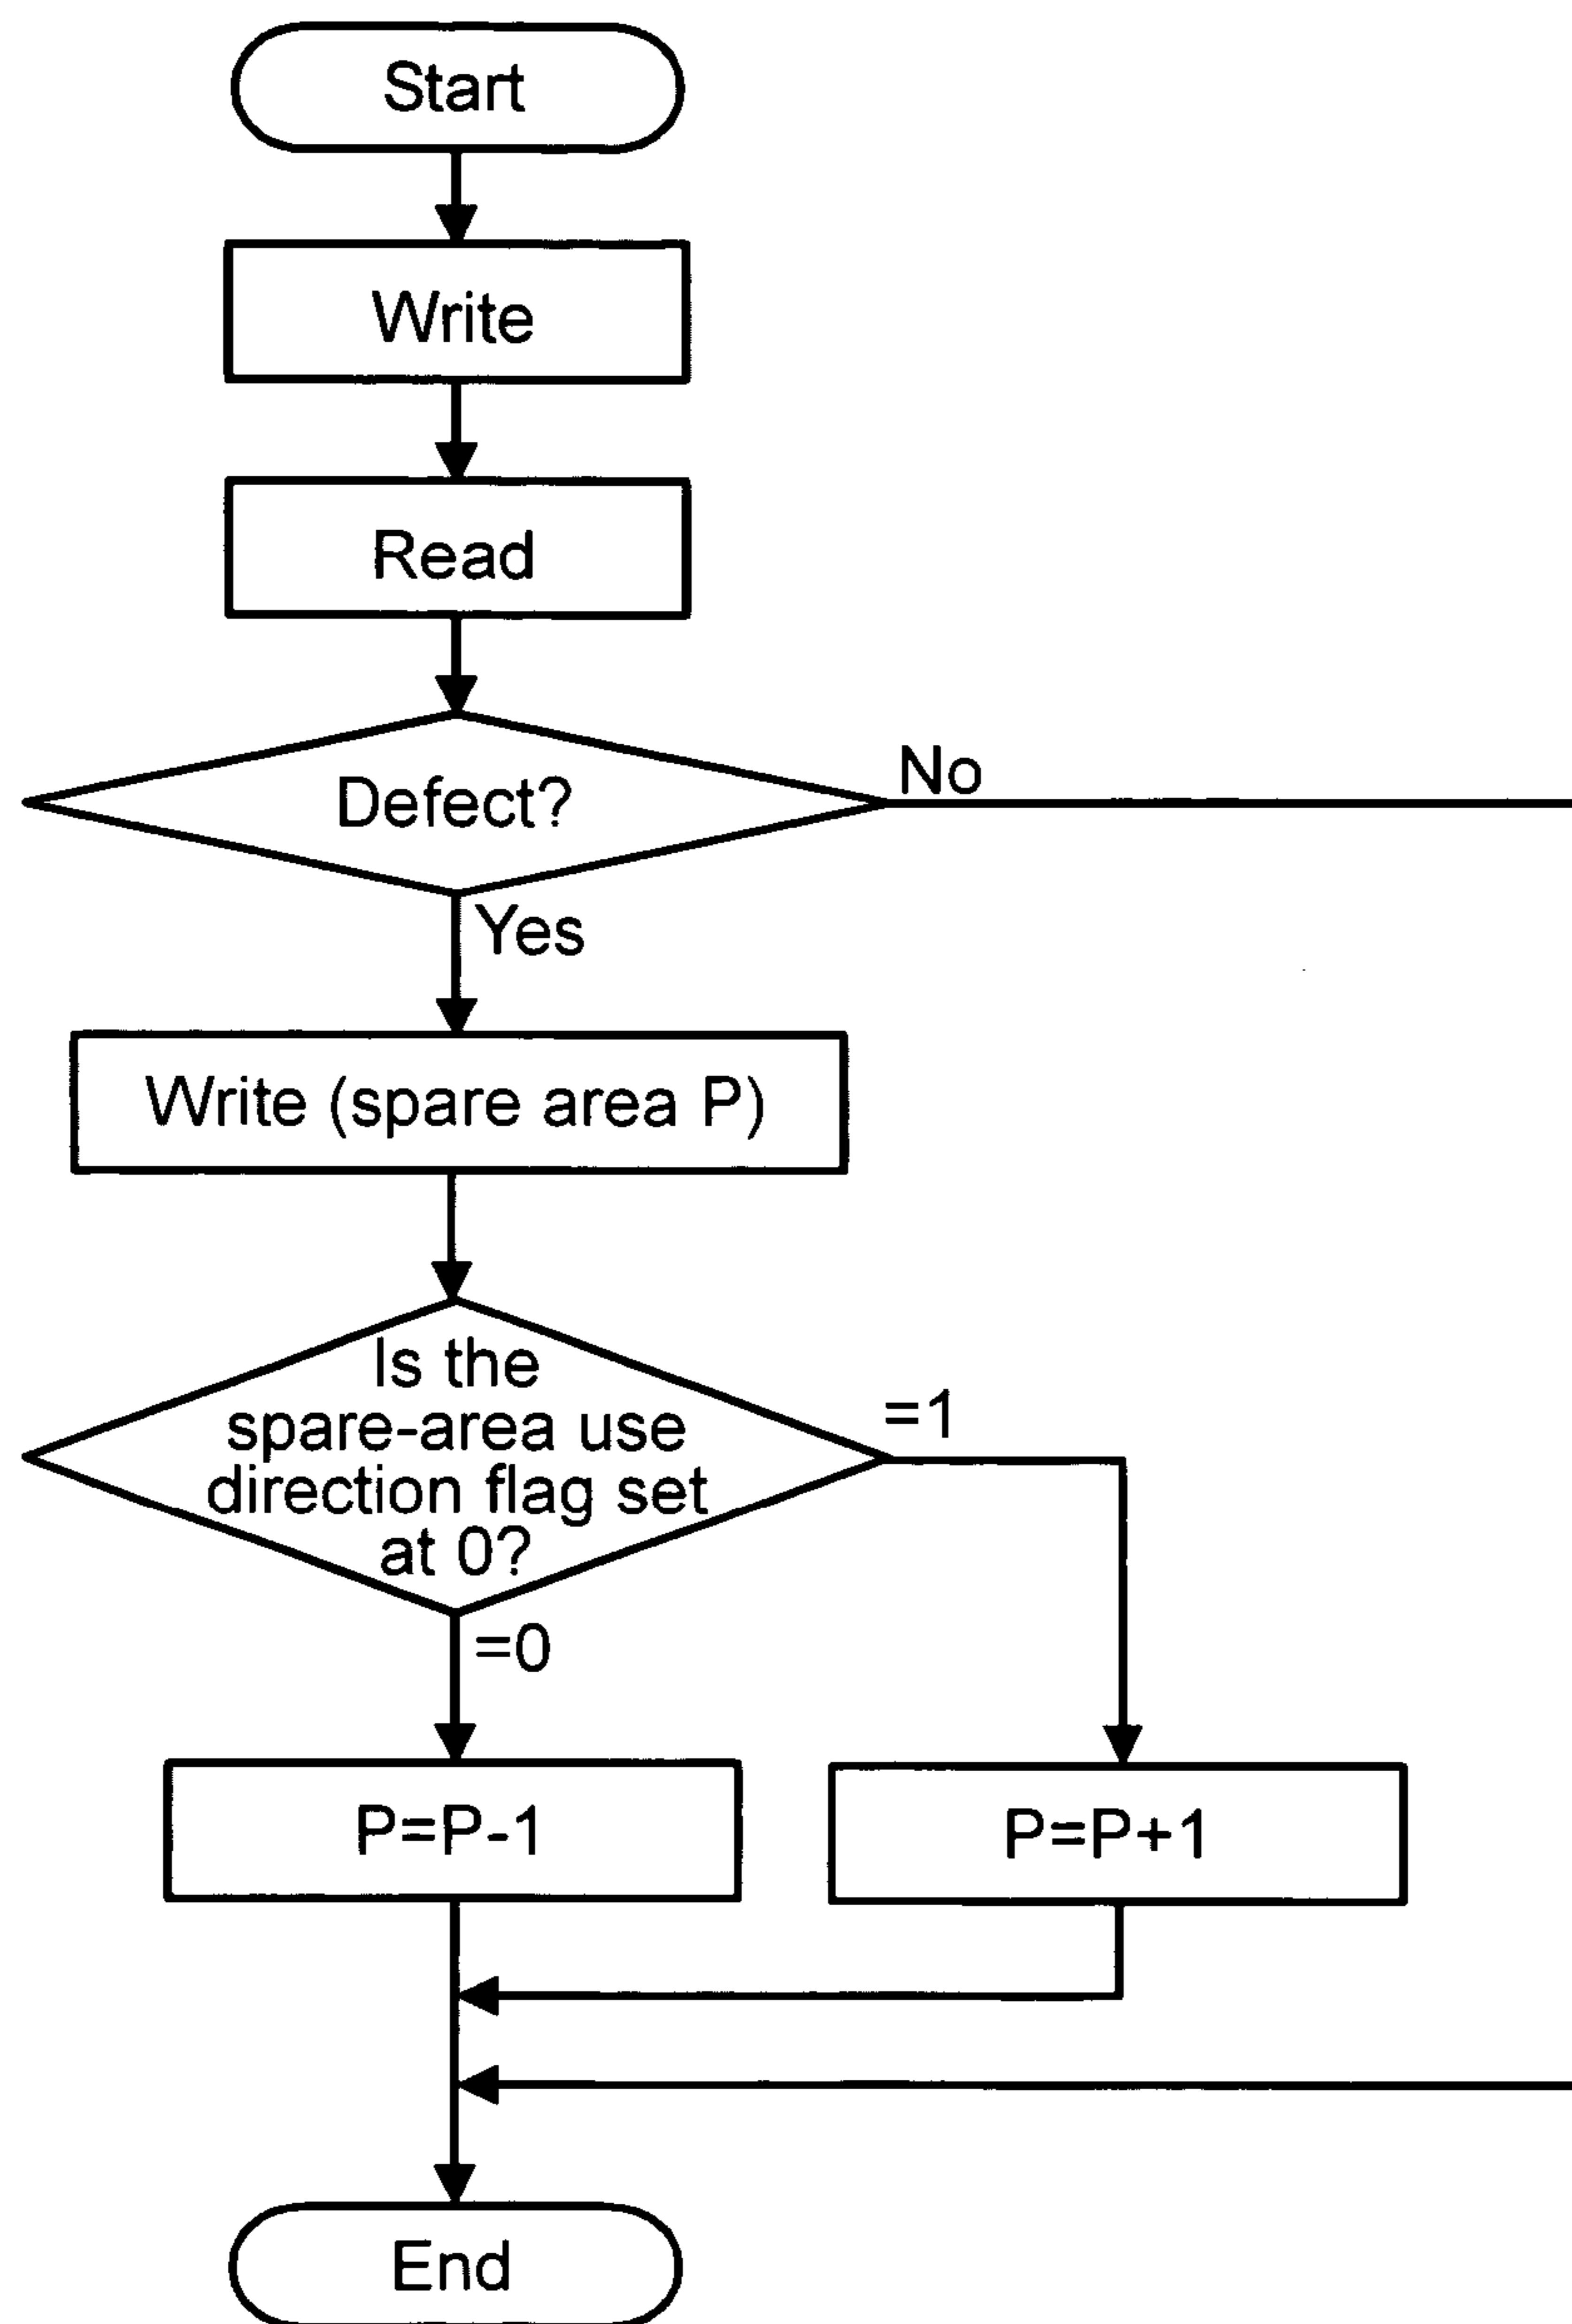 Start
Write
Read
Defect?
No
Yes
Write (spare area P)
Is the
spare-area use
direction flag set
at 0?
=1
=0
P=P-1
P=P+1
End